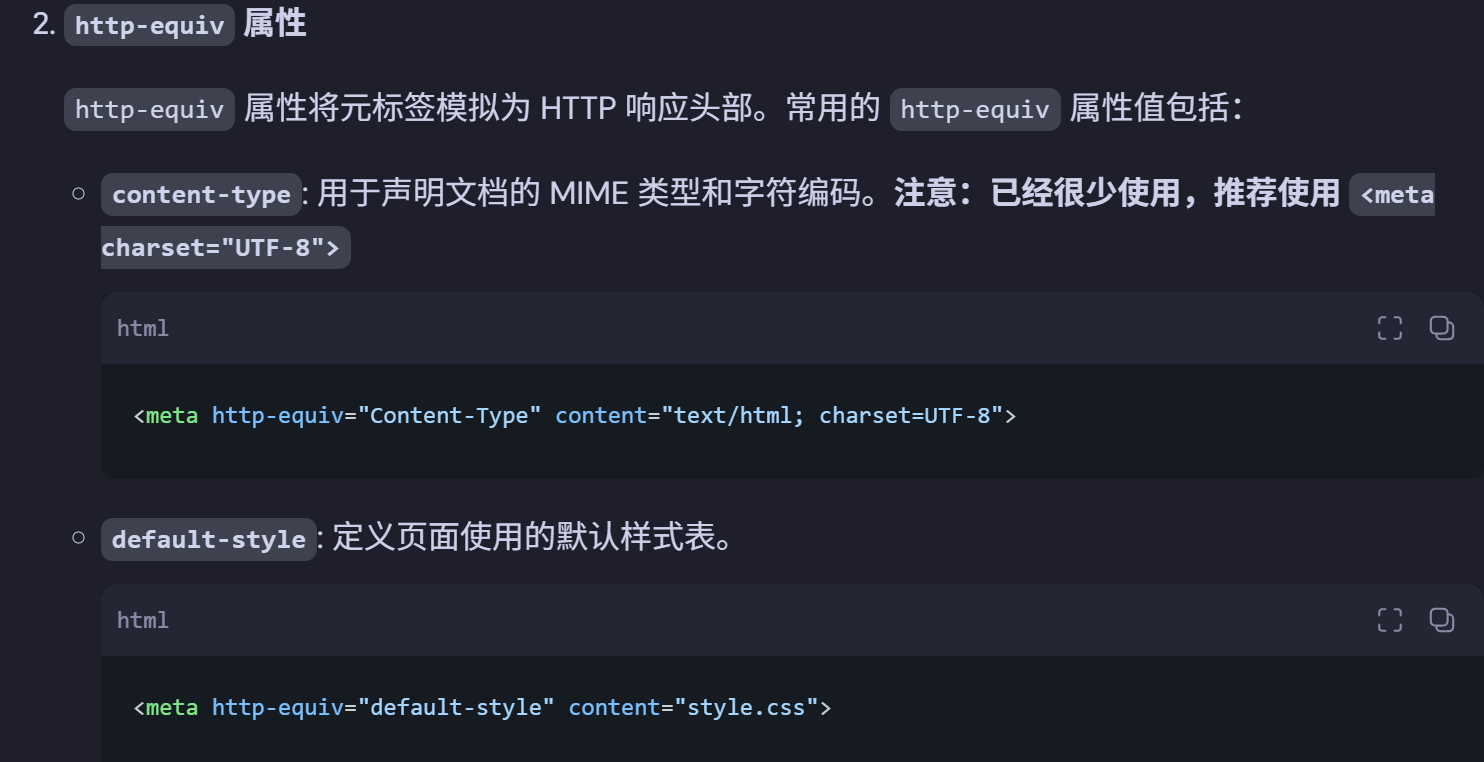 2. http-equiv 属性
http-equiv 属性将元标签模拟为 HTTP 响应头部。常用的 http-equiv 属性值包括：
content-type: 用于声明文档的 MIME 类型和字符编码。注意：已经很少使用，推荐使用 <meta
charset="UTF-8">
html
<meta http-equiv="Content-Type" content="text/html; charset=UTF-8">
default-style: 定义页面使用的默认样式表。
html
<meta http-equiv="default-style" content="style.css">